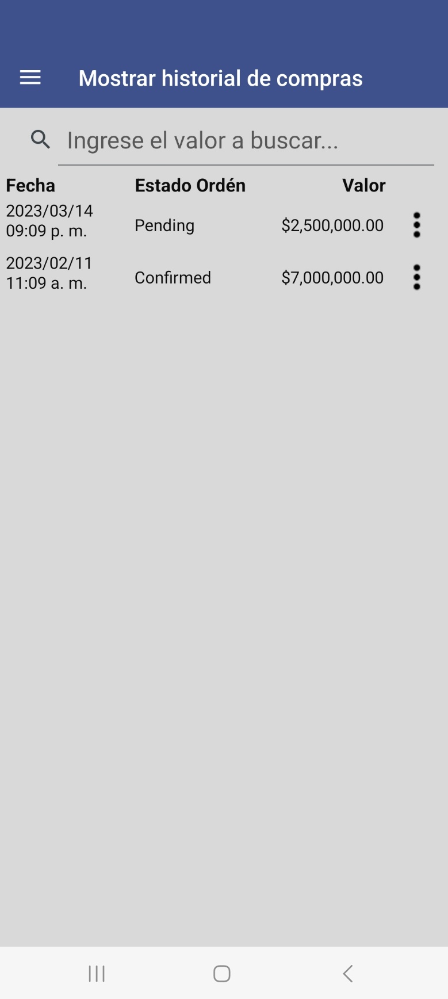 Mostrar historial de compras
Ingrese el valor a buscar...
Fecha Estado Ordén Valor
2023/03/14
09:09 p. m. Pending $2,500,000.00
2023/02/11
11:09 a. m. Confirmed $7,000,000.00